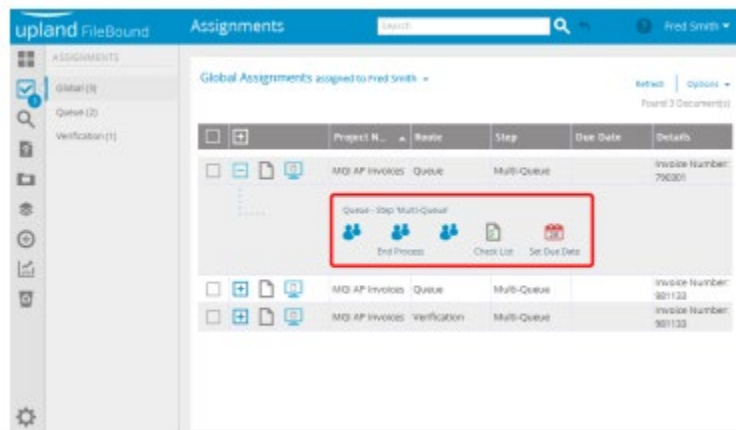 upland FileBound
Assignments
Search
Fred Smith
ASSIGNMENTS
Global (3)
Queue (2)
Verification (1)
Global Assignments assigned to Fred Smith
Refresh
Options
Found 3 Document(s)
Project N...
Route
Step
Due Date
Details
MGI AP Invoices
Queue
Multi-Queue
Invoice Number:
790301
Queue - Step 'Multi-Queue'
End Process
Check List
Set Due Date
MGI AP Invoices
Queue
Multi-Queue
Invoice Number:
981133
MGI AP Invoices
Verification
Multi-Queue
Invoice Number:
981133